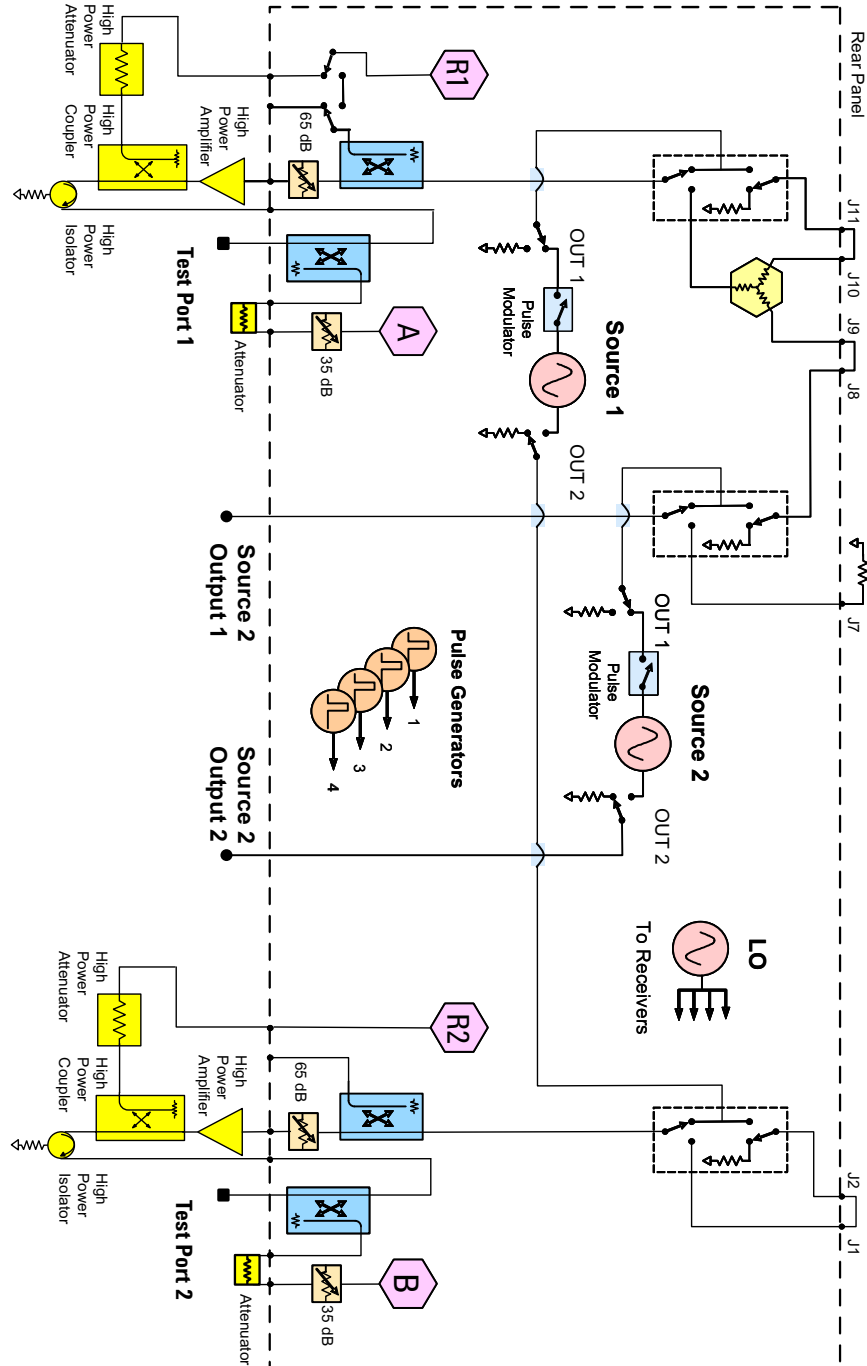 Rear Panel
J11
J10
J9
J8
J7
J2
J1
LO
To Receivers
Source 1
OUT 1
Pulse
Modulator
OUT 2
Source 2
OUT 1
Pulse
Modulator
OUT 2
Pulse Generators
1
2
3
4
R1
65 dB
A
35 dB
R2
65 dB
B
35 dB
High
Power
Attenuator
High
Power
Coupler
High
Power
Amplifier
High
Power
Isolator
Test Port 1
Attenuator
Source 2
Output 1
Source 2
Output 2
High
Power
Attenuator
High
Power
Coupler
High
Power
Amplifier
High
Power
Isolator
Test Port 2
Attenuator